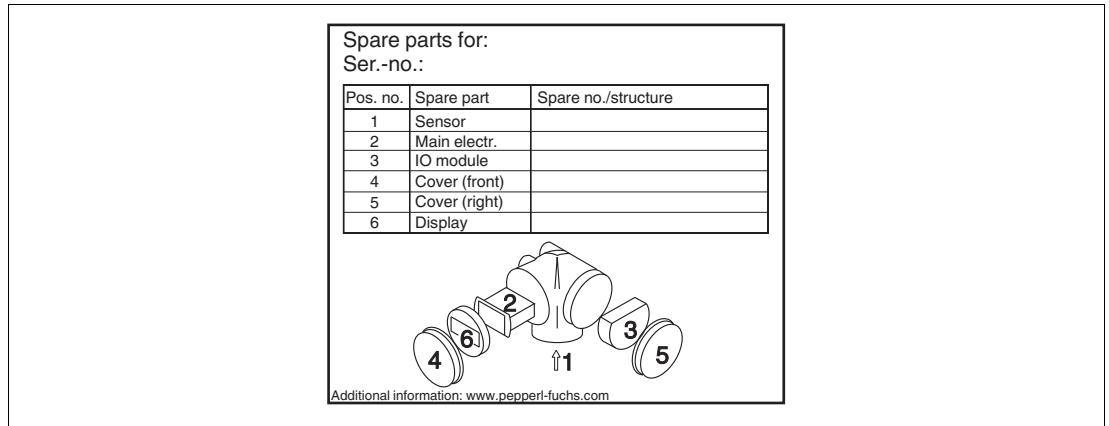 Spare parts for:
Ser.-no.:
Pos. no. Spare part Spare no./structure
1 Sensor
2 Main electr.
3 IO module
4 Cover (front)
5 Cover (right)
6 Display
2
6
4
3
5
1
Additional information: www.pepperl-fuchs.com